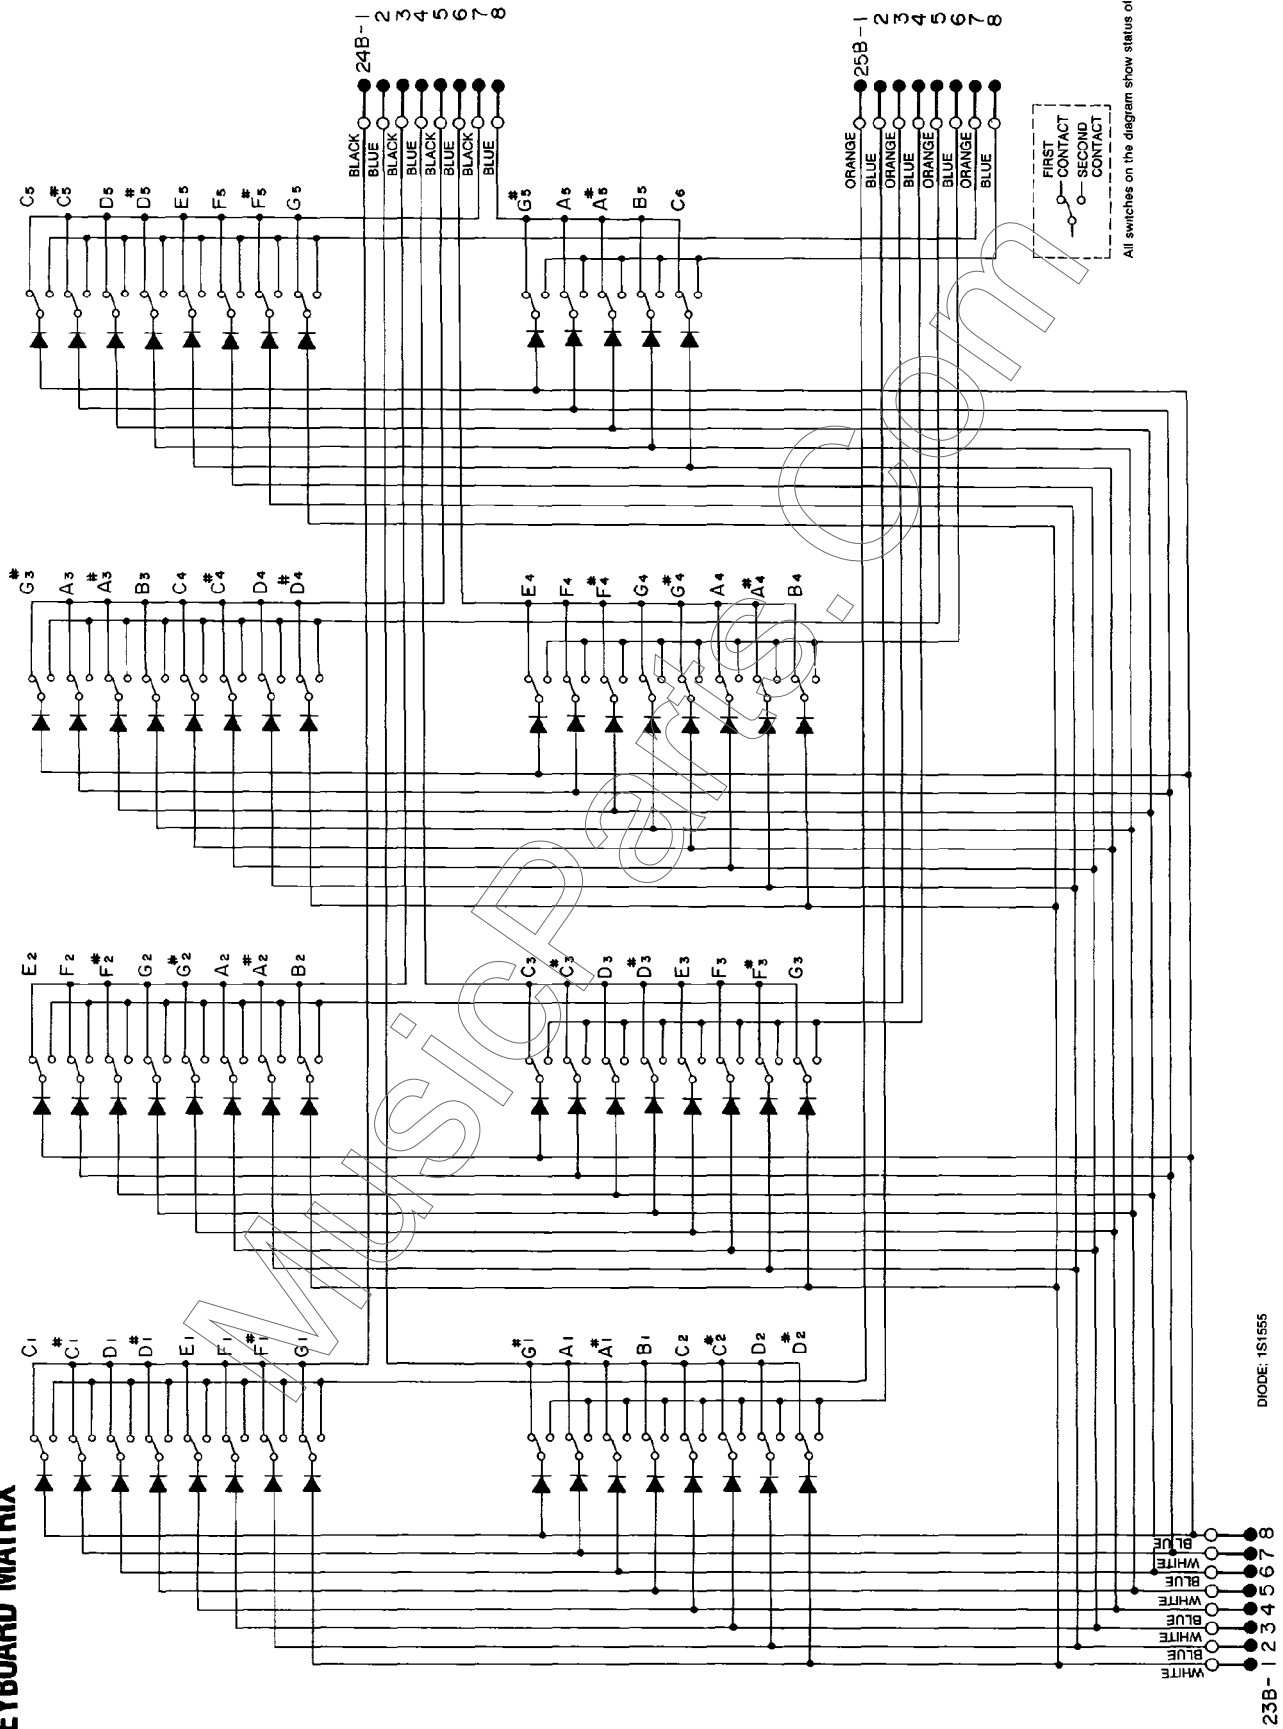 EYBOARD MATRIX
24B-1
2
3
4
5
6
7
8
BLACK
BLUE
BLACK
BLUE
BLACK
BLUE
BLACK
BLUE
25B-1
2
3
4
5
6
7
8
ORANGE
BLUE
ORANGE
BLUE
ORANGE
BLUE
ORANGE
BLUE
FIRST
CONTACT
SECOND
CONTACT
All switches on the diagram show status of
C5 C#5 D5 D#5 E5 F5 F#5 G5
G#5 A5 A#5 B5 C6
G#3 A3 A#3 B3 C4 C#4 D4 D#4
E4 F4 F#4 G4 G#4 A4 A#4 B4
E2 F2 F#2 G2 G#2 A2 A#2 B2
C3 C#3 D3 D#3 E3 F3 F#3 G3
C1 C#1 D1 D#1 E1 F1 F#1 G1
G#1 A1 A#1 B1 C2 C#2 D2 D#2
MusicParts.Com
DIODE: 1S1555
WHITE
BLUE
WHITE
BLUE
WHITE
BLUE
WHITE
BLUE
23B-1 2 3 4 5 6 7 8